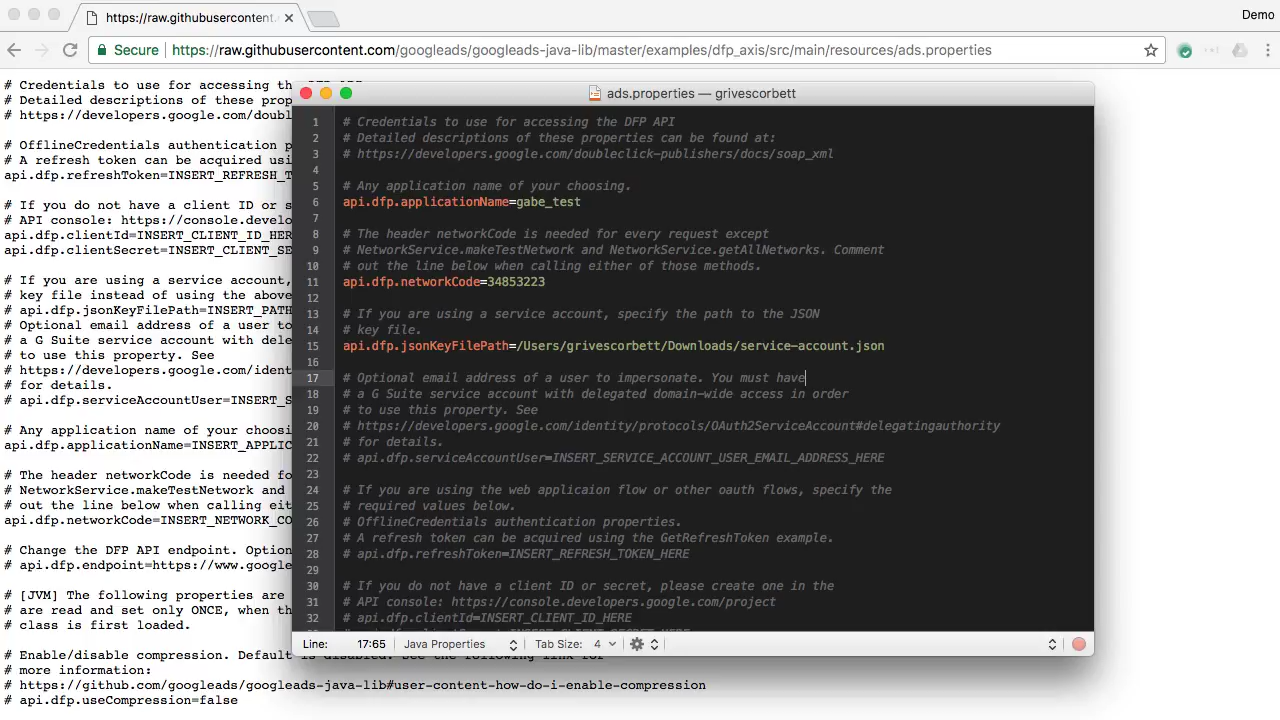 https://raw.githubusercontent.
Demo
Secure
https://raw.githubusercontent.com/googleads/googleads-java-lib/master/examples/dfp_axis/src/main/resources/ads.properties
# Credentials to use for accessing the
# Detailed descriptions of these
# https://developers.google.com/
# OfflineCredentials authentication
# A refresh token can be acquired
api.dfp.refreshToken=INSERT_REFRESH_
# If you do not have a client ID or
# API console: https://console.
api.dfp.clientId=INSERT_CLIENT_ID_
api.dfp.clientSecret=INSERT_CLIENT_
# If you are using a service account,
# key file instead of using the
# api.dfp.jsonKeyFilePath=INSERT_PATH
# Optional email address of a user to
# a G Suite service account with
# to use this property. See
# https://developers.google.com/
# for details.
# api.dfp.serviceAccountUser=INSERT_
# Any application name of your
api.dfp.applicationName=INSERT_
# The header networkCode is needed
# NetworkService.makeTestNetwork and
# out the line below when calling
api.dfp.networkCode=INSERT_NETWORK_
# Change the DFP API endpoint.
# api.dfp.endpoint=https://www.google
# [JVM] The following properties are
# are read and set only ONCE, when
# class is first loaded.
# Enable/disable compression. Default is disabled. See the following link for
# more information:
# https://github.com/googleads/googleads-java-lib#user-content-how-do-i-enable-compression
# api.dfp.useCompression=false
ads.properties — grivescorbett
1 # Credentials to use for accessing the DFP API
2 # Detailed descriptions of these properties can be found at:
3 # https://developers.google.com/doubleclick-publishers/docs/soap_xml
4
5 # Any application name of your choosing.
6 api.dfp.applicationName=gabe_test
7
8 # The header networkCode is needed for every request except
9 # NetworkService.makeTestNetwork and NetworkService.getAllNetworks. Comment
10 # out the line below when calling either of those methods.
11 api.dfp.networkCode=34853223
12
13 # If you are using a service account, specify the path to the JSON
14 # key file.
15 api.dfp.jsonKeyFilePath=/Users/grivescorbett/Downloads/service-account.json
16
17 # Optional email address of a user to impersonate. You must have
18 # a G Suite service account with delegated domain-wide access in order
19 # to use this property. See
20 # https://developers.google.com/identity/protocols/OAuth2ServiceAccount#delegatingauthority
21 # for details.
22 # api.dfp.serviceAccountUser=INSERT_SERVICE_ACCOUNT_USER_EMAIL_ADDRESS_HERE
23
24 # If you are using the web applicaion flow or other oauth flows, specify the
25 # required values below.
26 # OfflineCredentials authentication properties.
27 # A refresh token can be acquired using the GetRefreshToken example.
28 # api.dfp.refreshToken=INSERT_REFRESH_TOKEN_HERE
29
30 # If you do not have a client ID or secret, please create one in the
31 # API console: https://console.developers.google.com/project
32 # api.dfp.clientId=INSERT_CLIENT_ID_HERE
Line: 17:65 Java Properties Tab Size: 4